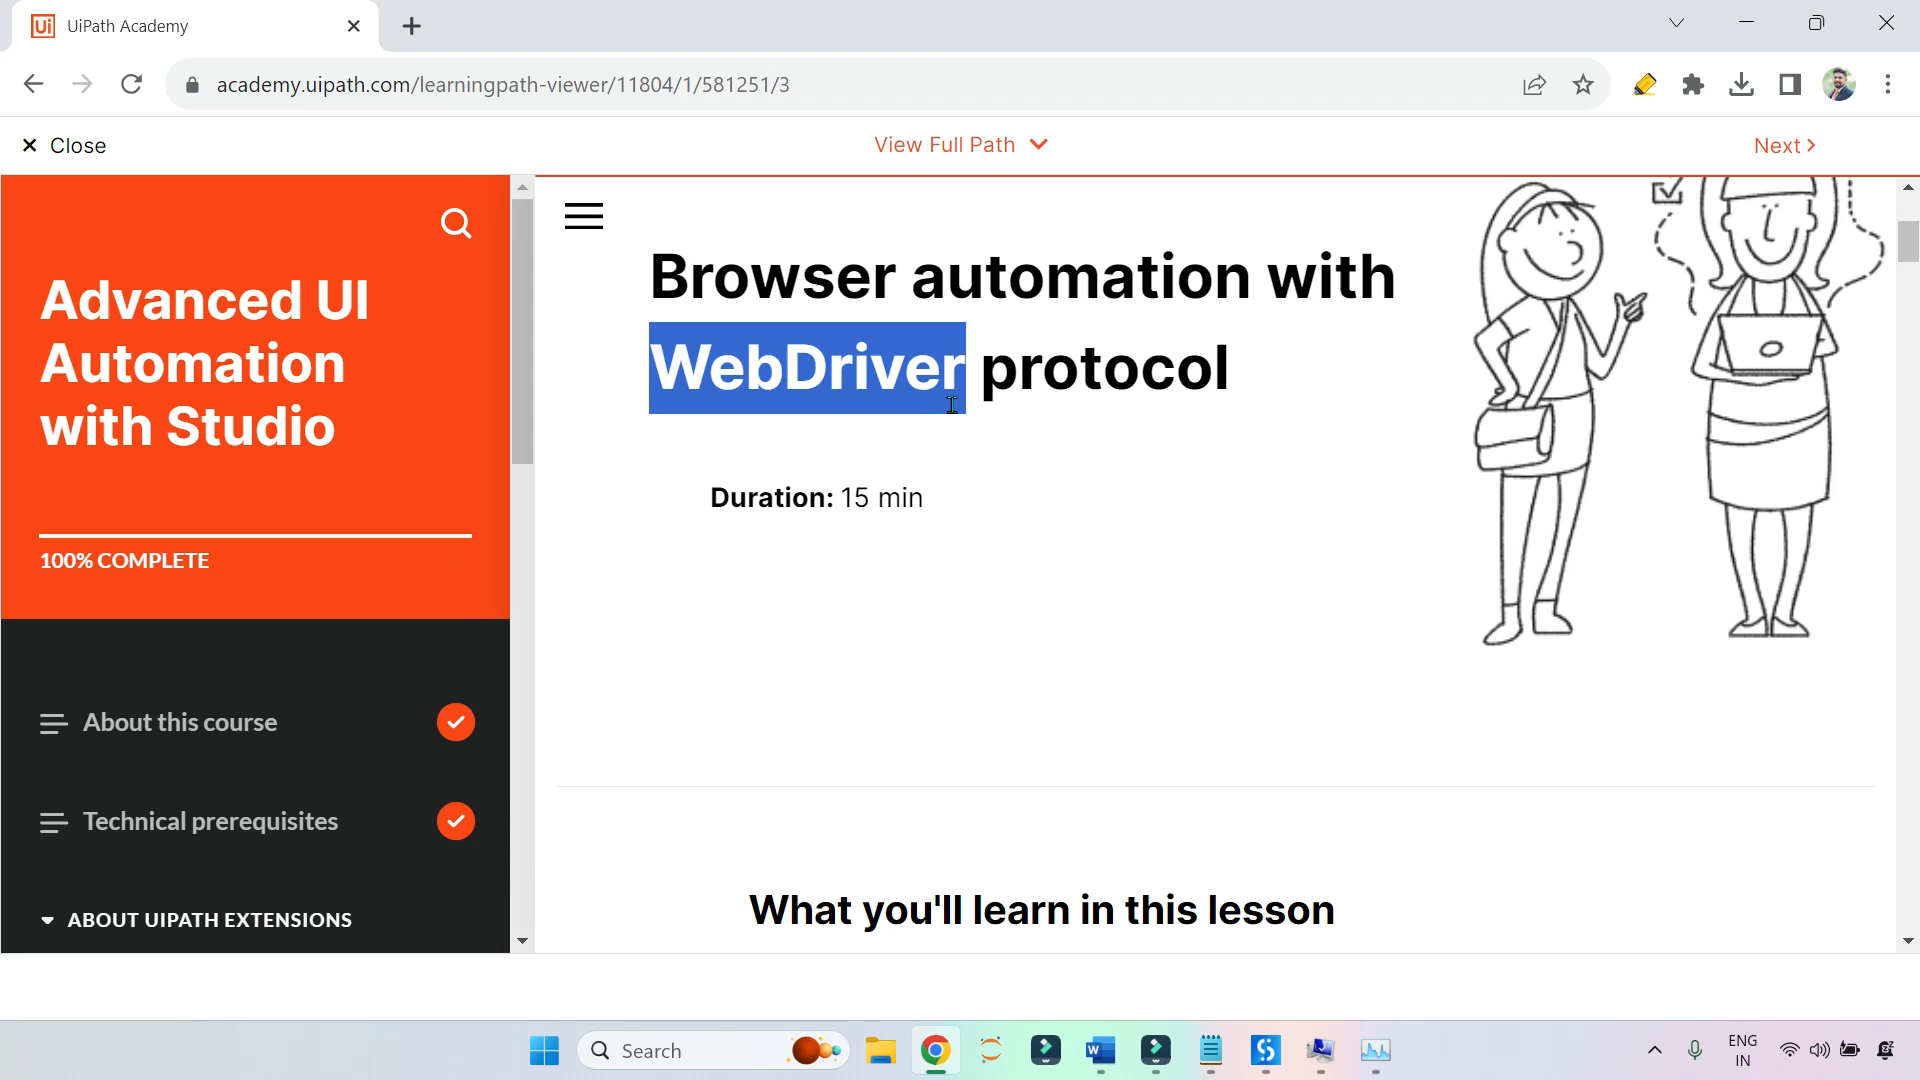 Ui UiPath Academy
academy.uipath.com/learningpath-viewer/11804/1/581251/3
Close
View Full Path
Next
Advanced UI
Automation
with Studio
100% COMPLETE
About this course
Technical prerequisites
ABOUT UIPATH EXTENSIONS
Browser automation with
WebDriver protocol
Duration: 15 min
What you'll learn in this lesson
Search
W
S
ENG
IN